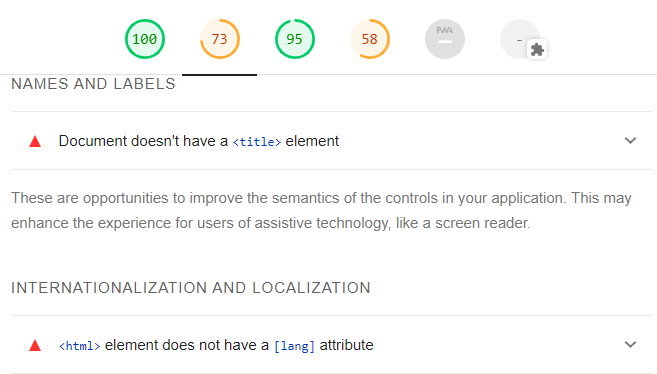 100 73 95 58 PWA -
NAMES AND LABELS
Document doesn't have a <title> element
These are opportunities to improve the semantics of the controls in your application. This may
enhance the experience for users of assistive technology, like a screen reader.
INTERNATIONALIZATION AND LOCALIZATION
<html> element does not have a [lang] attribute